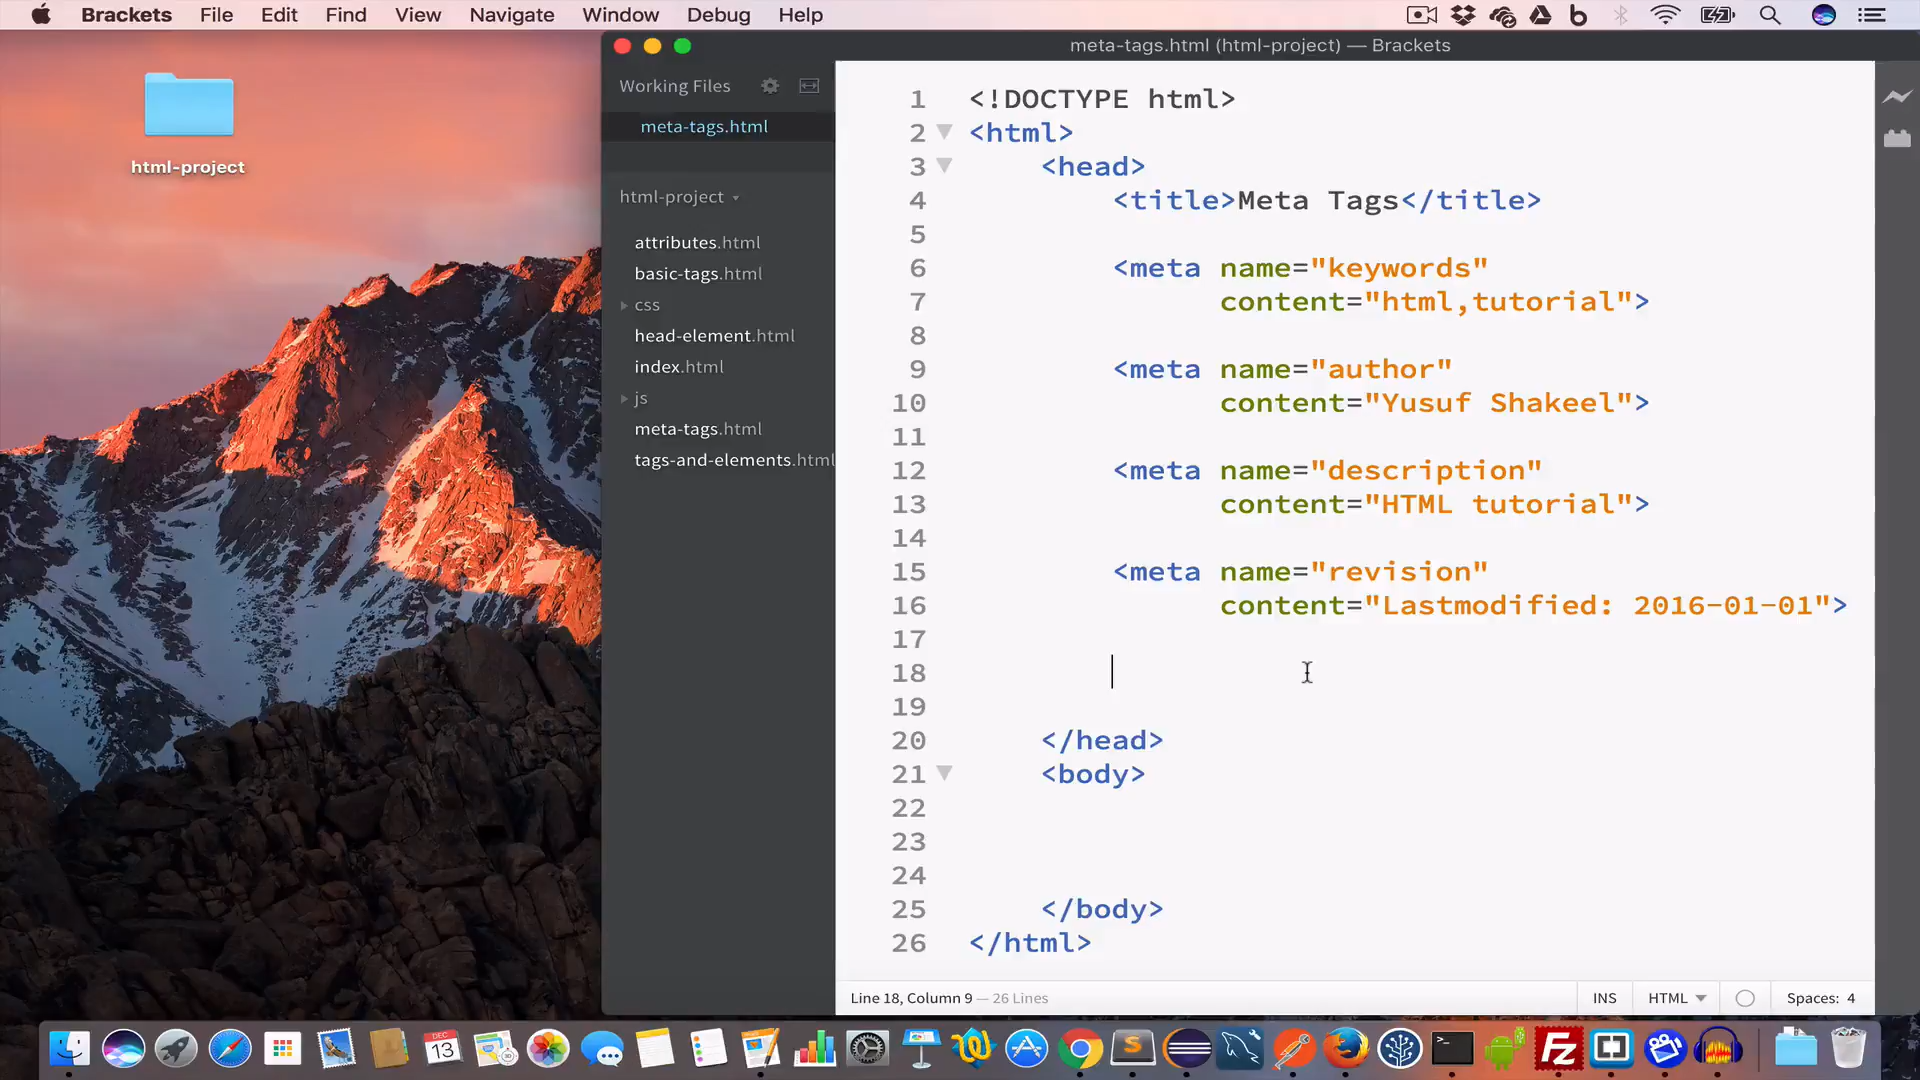 Brackets File Edit Find View Navigate Window Debug Help
meta-tags.html (html-project) — Brackets
html-project
Working Files
meta-tags.html
html-project
attributes.html
basic-tags.html
css
head-element.html
index.html
js
meta-tags.html
tags-and-elements.html
1 <!DOCTYPE html>
2 <html>
3 <head>
4 <title>Meta Tags</title>
5
6 <meta name="keywords"
7 content="html,tutorial">
8
9 <meta name="author"
10 content="Yusuf Shakeel">
11
12 <meta name="description"
13 content="HTML tutorial">
14
15 <meta name="revision"
16 content="Lastmodified: 2016-01-01">
17
18
19
20 </head>
21 <body>
22
23
24
25 </body>
26 </html>
Line 18, Column 9 — 26 Lines
INS HTML Spaces: 4
DEC
13
S
Fz